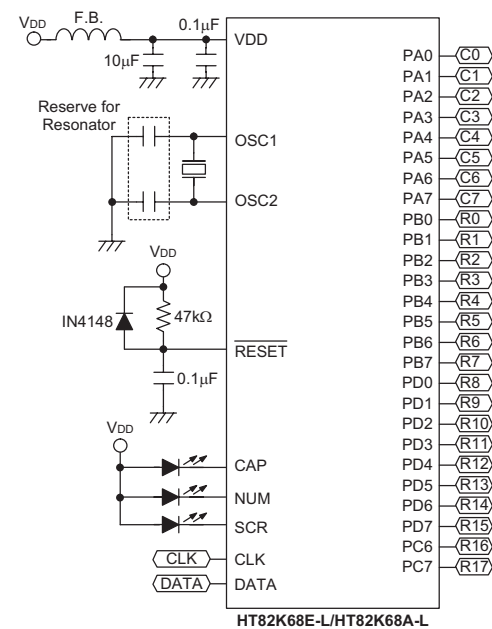 VDD
F.B.
0.1μF
10μF
VDD
Reserve for
Resonator
OSC1
OSC2
VDD
IN4148
47kΩ
RESET
0.1μF
VDD
CAP
NUM
SCR
CLK
CLK
DATA
DATA
PA0 C0
PA1 C1
PA2 C2
PA3 C3
PA4 C4
PA5 C5
PA6 C6
PA7 C7
PB0 R0
PB1 R1
PB2 R2
PB3 R3
PB4 R4
PB5 R5
PB6 R6
PB7 R7
PD0 R8
PD1 R9
PD2 R10
PD3 R11
PD4 R12
PD5 R13
PD6 R14
PD7 R15
PC6 R16
PC7 R17
HT82K68E-L/HT82K68A-L